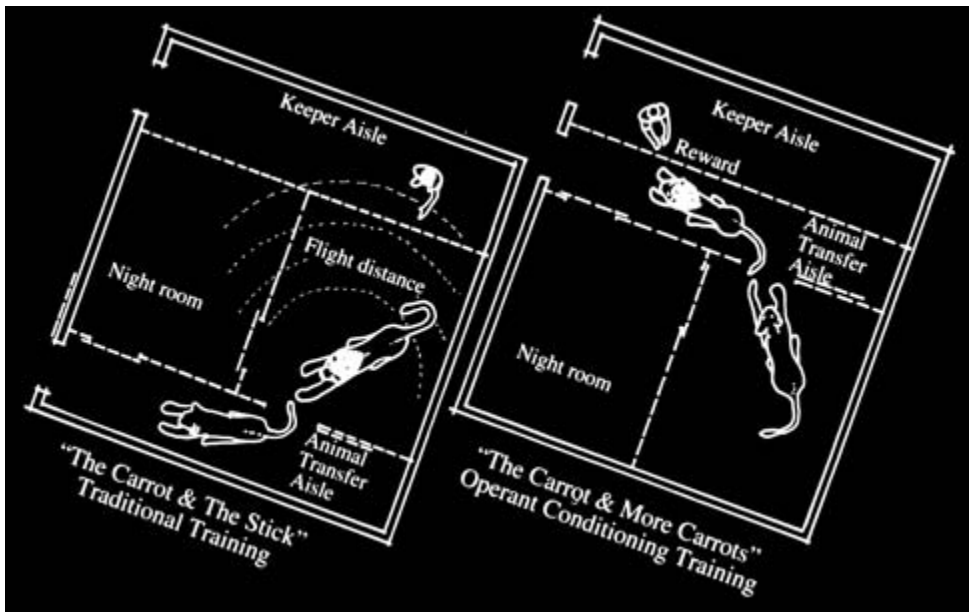 Keeper Aisle
Flight distance
Night room
Animal
Transfer
Aisle
“The Carrot & The Stick”
Traditional Training
Keeper Aisle
Reward
Animal
Transfer
Aisle
Night room
“The Carrot & More Carrots”
Operant Conditioning Training